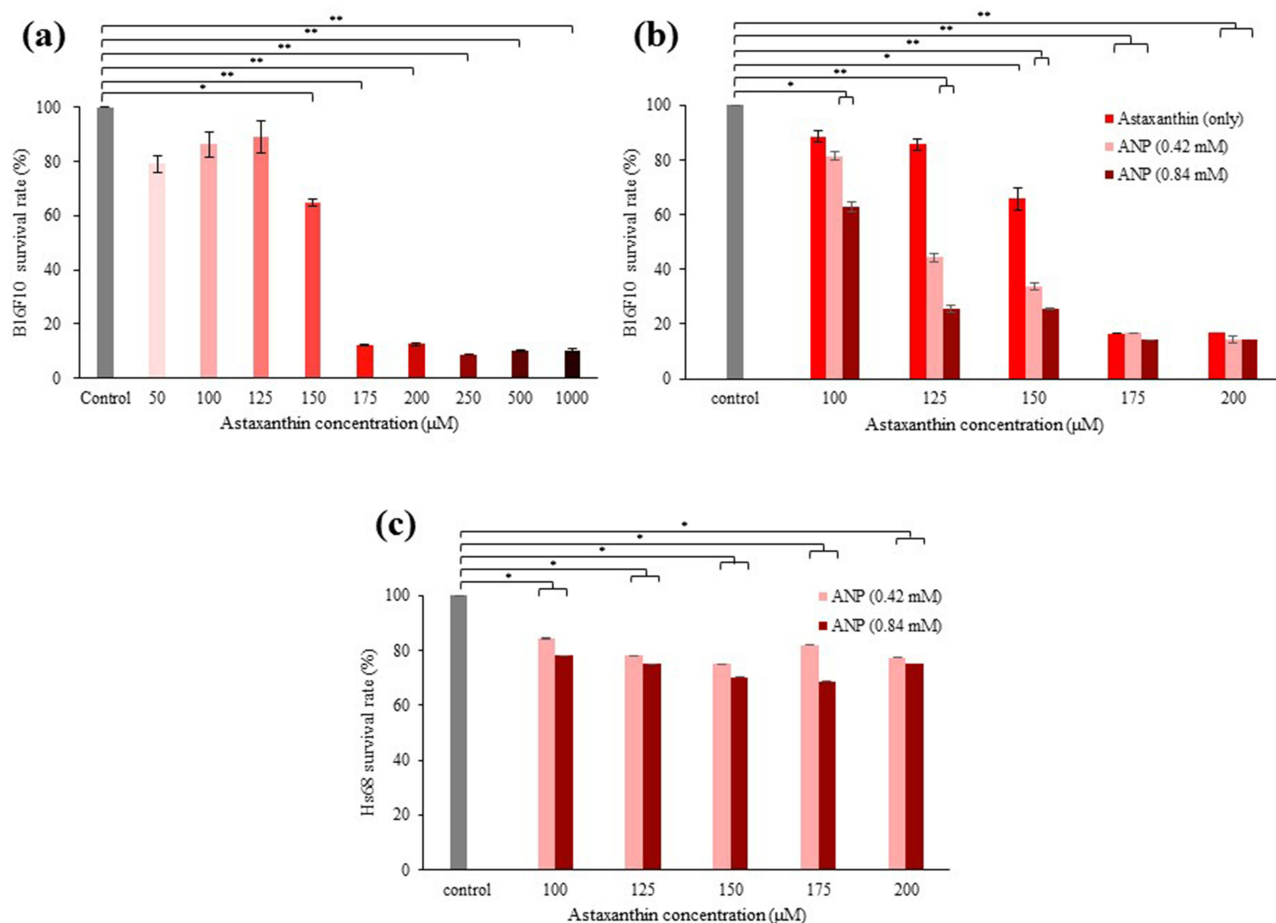 (a)
**
**
**
**
**
*
B16F10 survival rate (%)
100
80
60
40
20
0
Control 50 100 125 150 175 200 250 500 1000
Astaxanthin concentration (μM)
(b)
**
**
**
*
**
*
B16F10 survival rate (%)
100
80
60
40
20
0
Astaxanthin (only)
ANP (0.42 mM)
ANP (0.84 mM)
control 100 125 150 175 200
Astaxanthin concentration (μM)
(c)
*
*
*
*
*
Hs68 survival rate (%)
100
80
60
40
20
0
ANP (0.42 mM)
ANP (0.84 mM)
control 100 125 150 175 200
Astaxanthin concentration (μM)